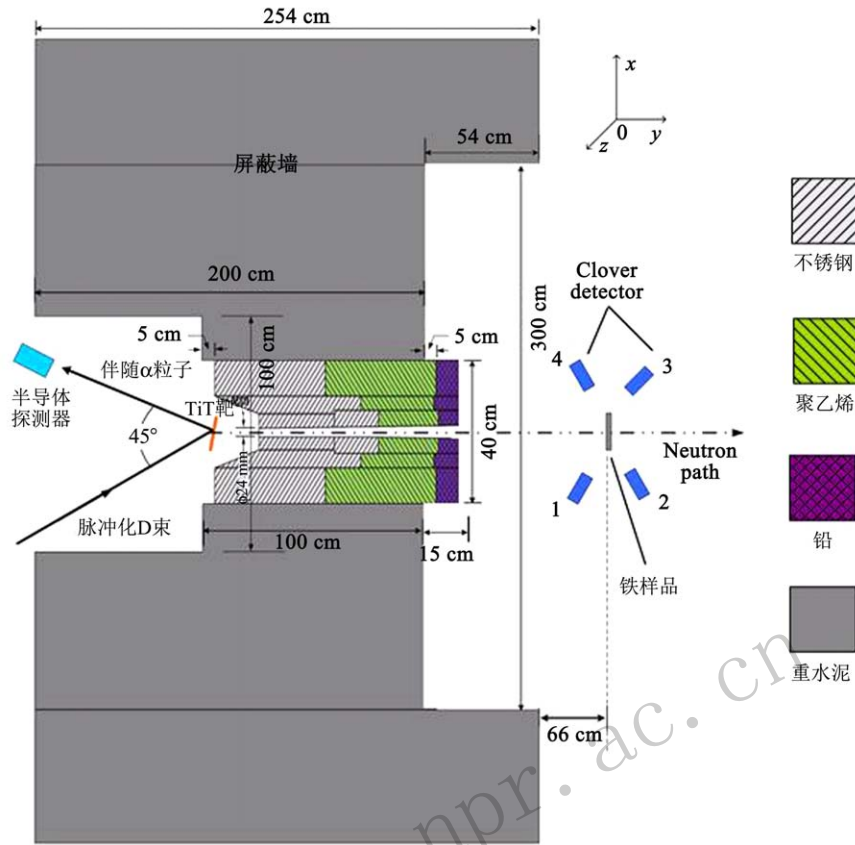 254 cm
x
0
y
z
54 cm
屏蔽墙
200 cm
不锈钢
Clover
detector
5 cm
5 cm
300 cm
100 cm
伴随α粒子
4
3
半导体
探测器
TiT靶
聚乙烯
45°
40 cm
Neutron
path
ϕ24 mm
1
2
脉冲化D束
100 cm
15 cm
铅
铁样品
重水泥
66 cm
npr.ac.cn